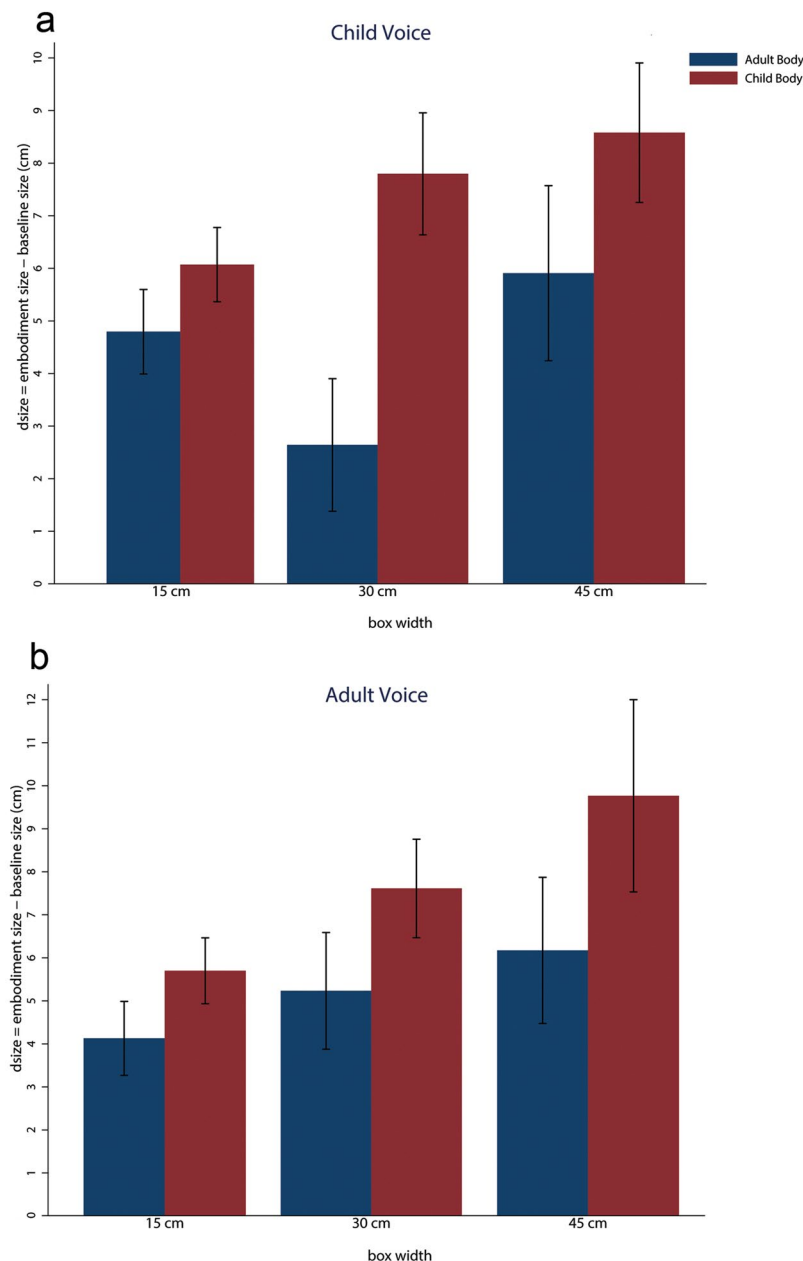 a
Child Voice
Adult Body
Child Body
dsize = embodiment size − baseline size (cm)
10
9
8
7
6
5
4
3
2
1
0
15 cm 30 cm 45 cm
box width
b
Adult Voice
dsize = embodiment size − baseline size (cm)
12
11
10
9
8
7
6
5
4
3
2
1
0
15 cm 30 cm 45 cm
box width